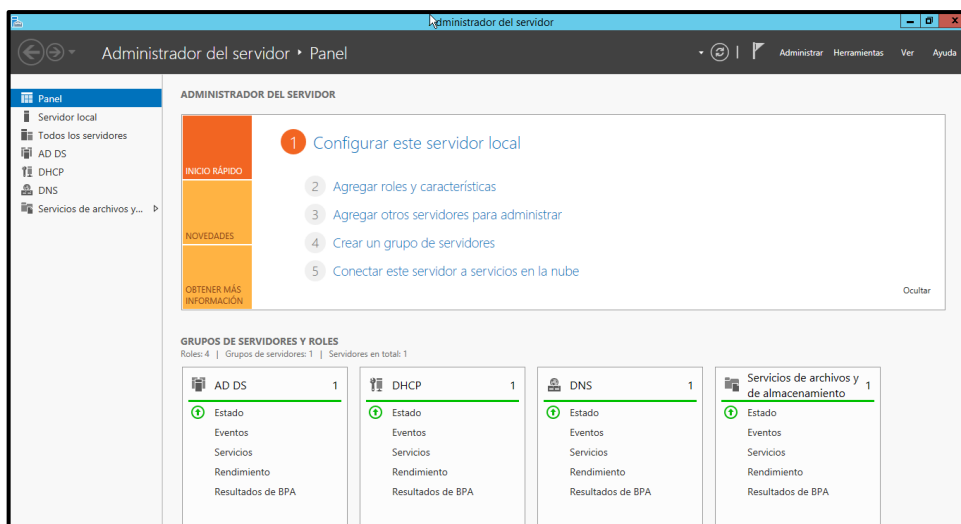 Administrador del servidor
Administrador del servidor ‣ Panel
Administrar Herramientas Ver Ayuda
Panel
Servidor local
Todos los servidores
AD DS
DHCP
DNS
Servicios de archivos y...
ADMINISTRADOR DEL SERVIDOR
INICIO RÁPIDO
NOVEDADES
OBTENER MÁS
INFORMACIÓN
1 Configurar este servidor local
2 Agregar roles y características
3 Agregar otros servidores para administrar
4 Crear un grupo de servidores
5 Conectar este servidor a servicios en la nube
Ocultar
GRUPOS DE SERVIDORES Y ROLES
Roles: 4 | Grupos de servidores: 1 | Servidores en total: 1
AD DS 1
Estado
Eventos
Servicios
Rendimiento
Resultados de BPA
DHCP 1
Estado
Eventos
Servicios
Rendimiento
Resultados de BPA
DNS 1
Estado
Eventos
Servicios
Rendimiento
Resultados de BPA
Servicios de archivos y
de almacenamiento 1
Estado
Eventos
Servicios
Rendimiento
Resultados de BPA